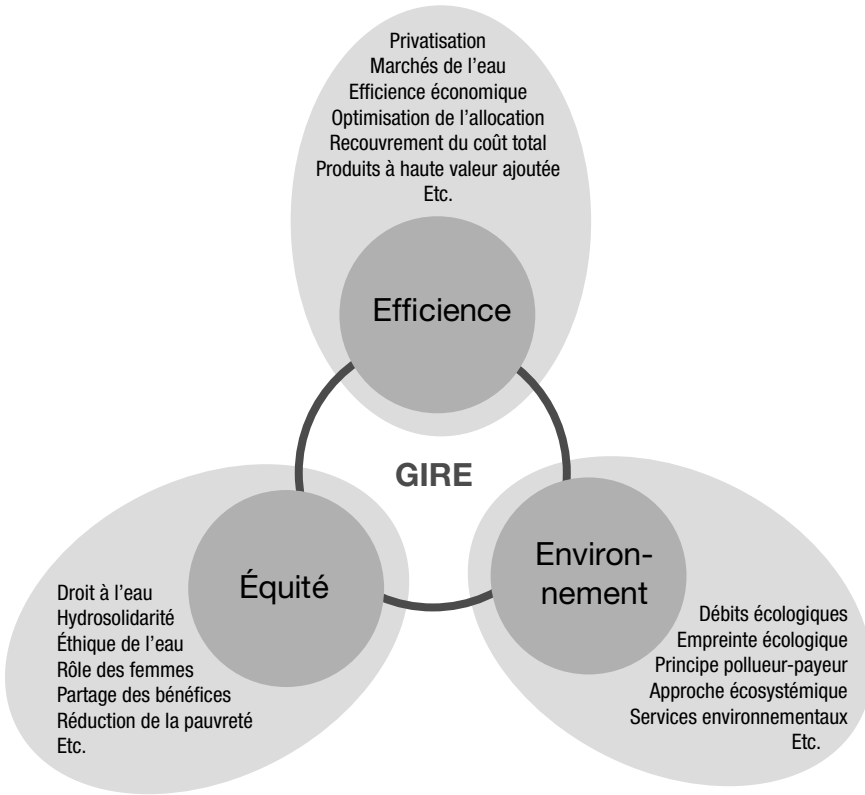 Privatisation
Marchés de l’eau
Efficience économique
Optimisation de l’allocation
Recouvrement du coût total
Produits à haute valeur ajoutée
Etc.
Efficience
GIRE
Équité
Droit à l’eau
Hydrosolidarité
Éthique de l’eau
Rôle des femmes
Partage des bénéfices
Réduction de la pauvreté
Etc.
Environ-
nement
Débits écologiques
Empreinte écologique
Principe pollueur-payeur
Approche écosystémique
Services environnementaux
Etc.